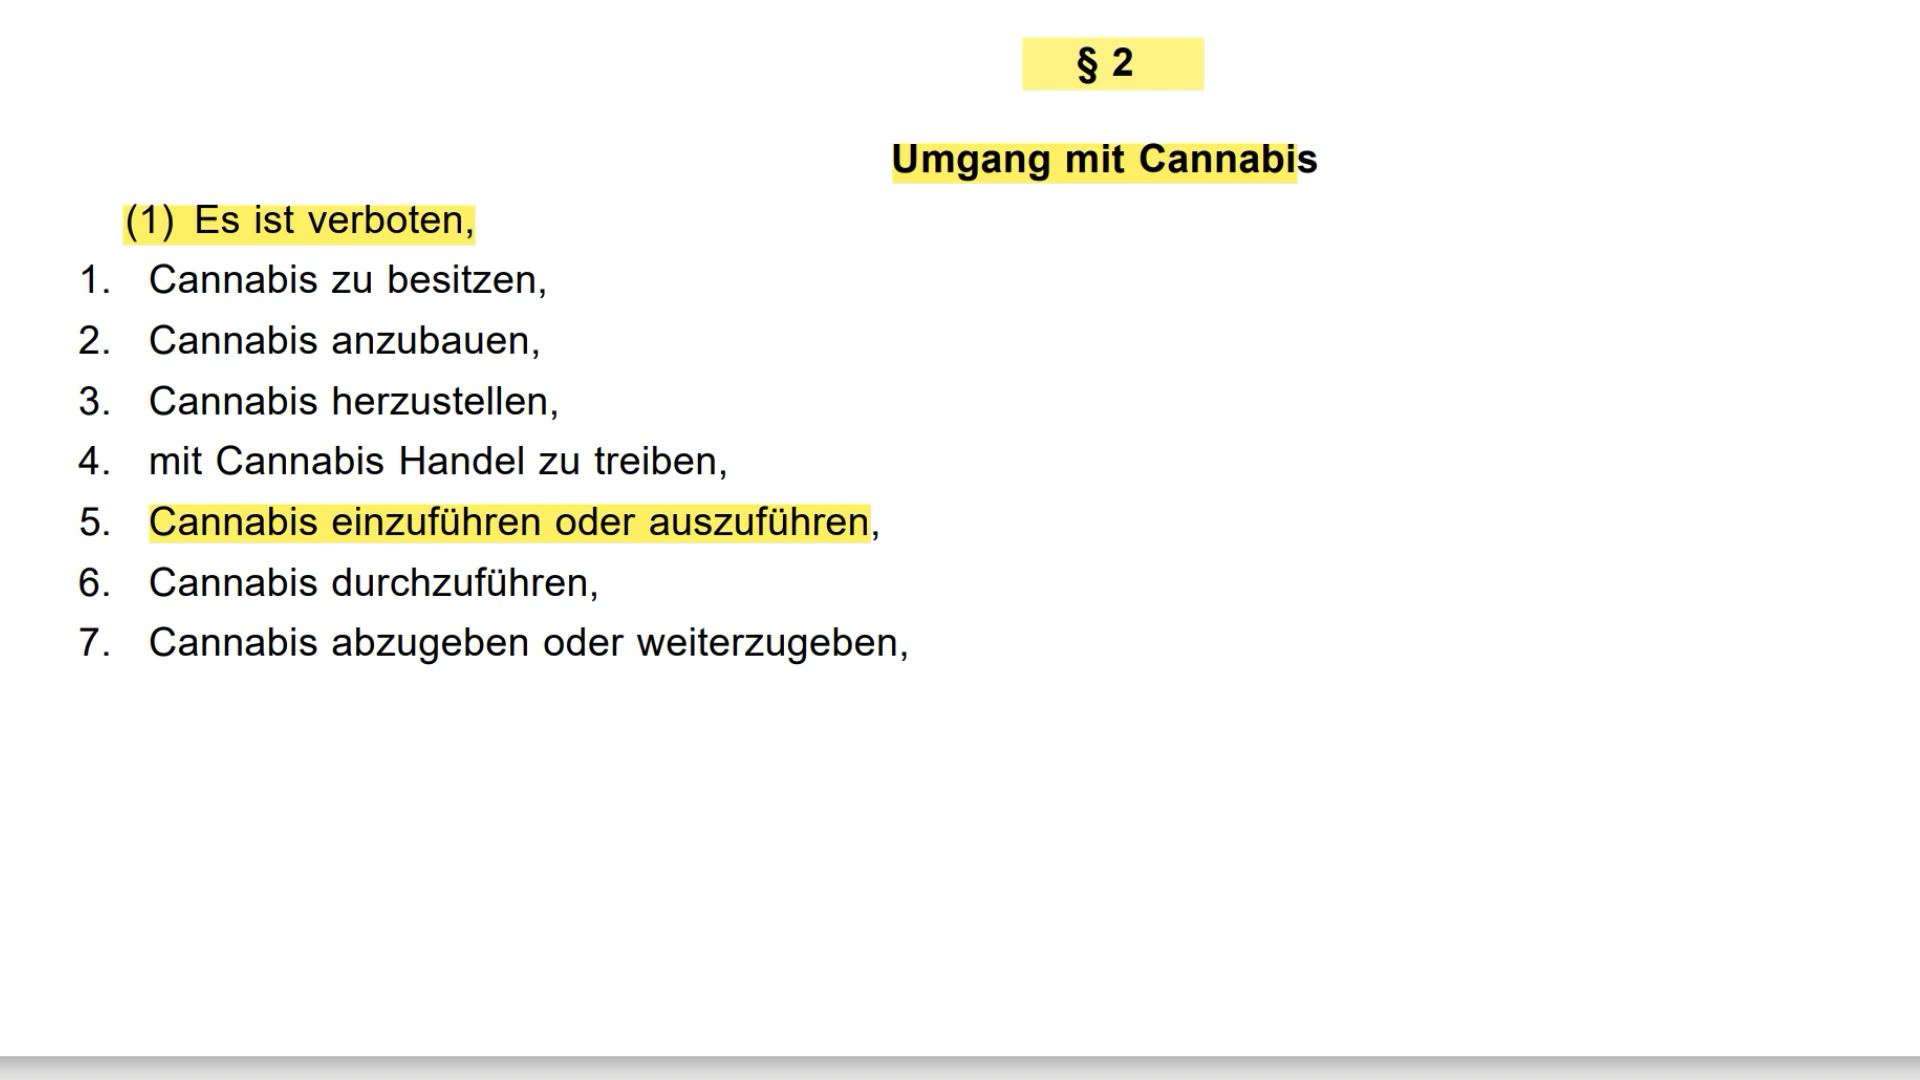 § 2
Umgang mit Cannabis
(1) Es ist verboten,
1. Cannabis zu besitzen,
2. Cannabis anzubauen,
3. Cannabis herzustellen,
4. mit Cannabis Handel zu treiben,
5. Cannabis einzuführen oder auszuführen,
6. Cannabis durchzuführen,
7. Cannabis abzugeben oder weiterzugeben,